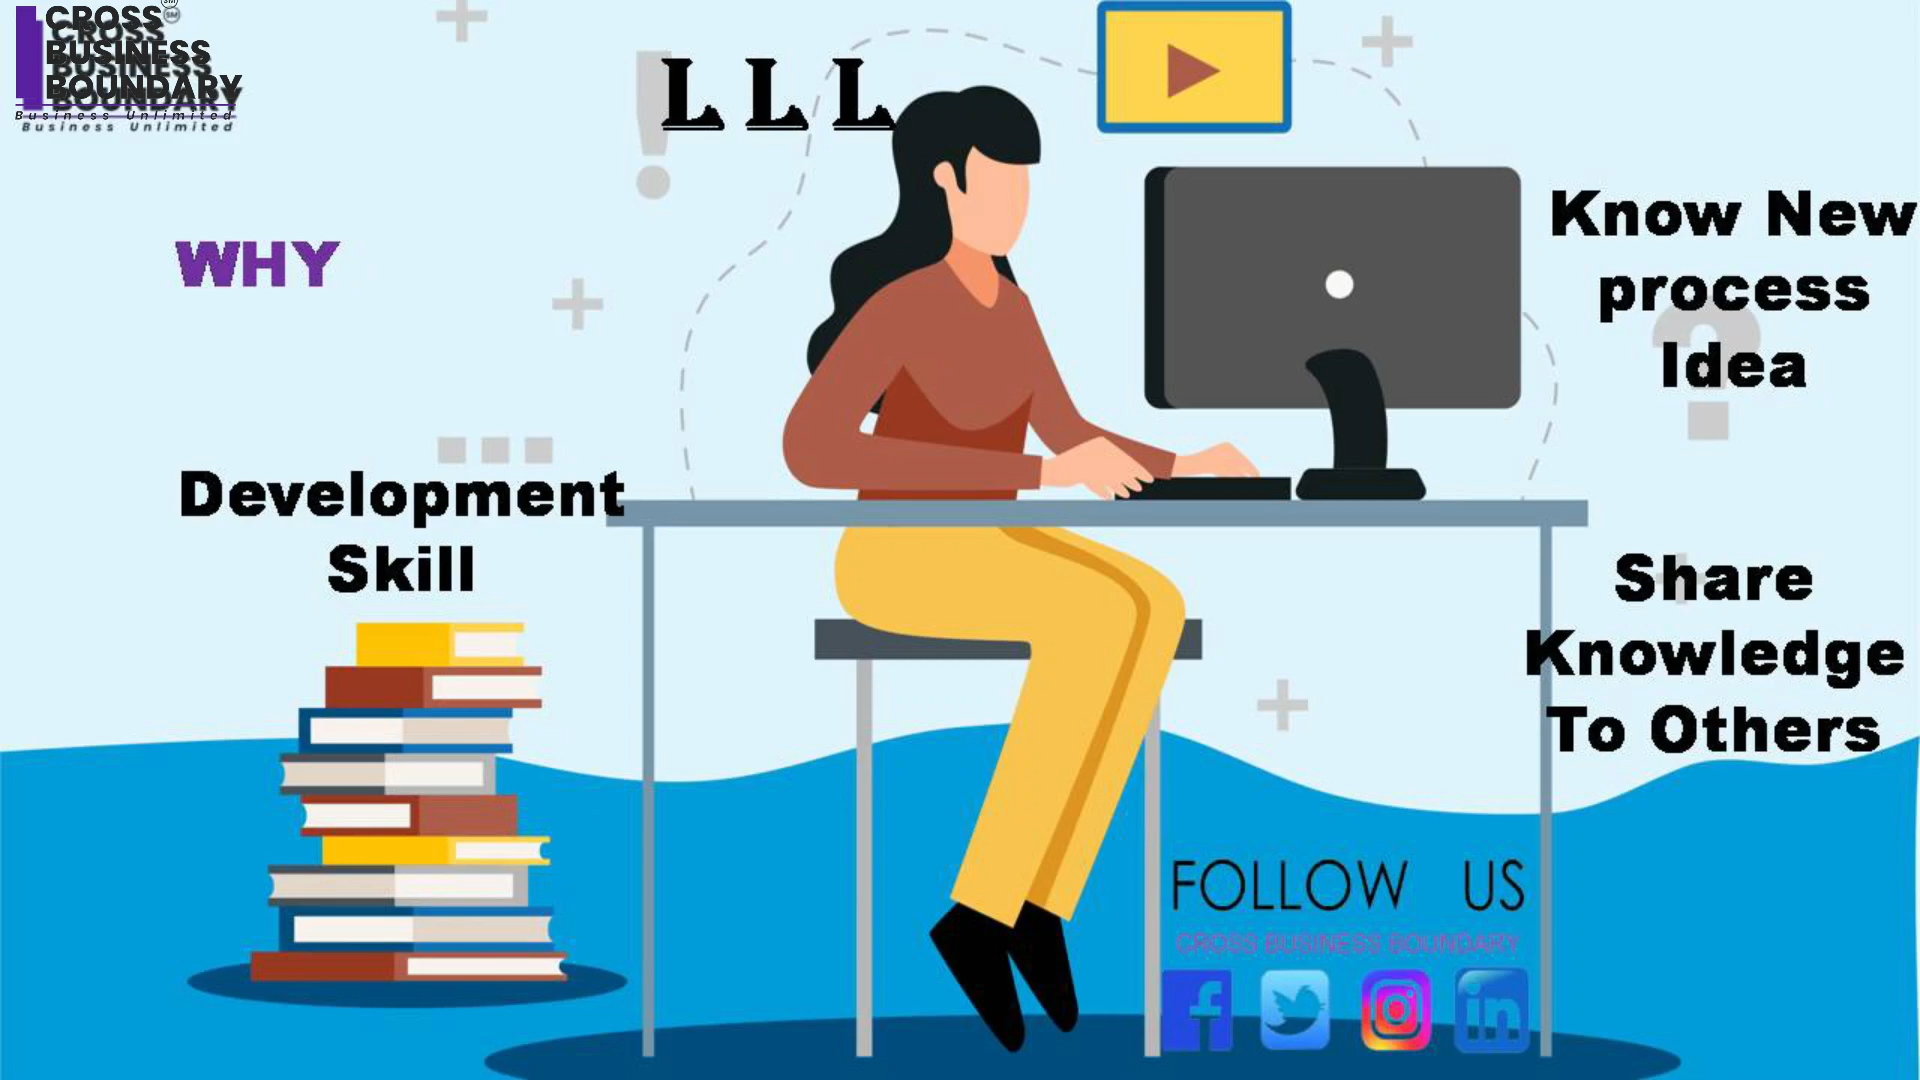 CROSS
BUSINESS
BOUNDARY
Business Unlimited
L L L
WHY
Know New
process
Idea
Development
Skill
Share
Knowledge
To Others
FOLLOW US
CROSS BUSINESS BOUNDARY